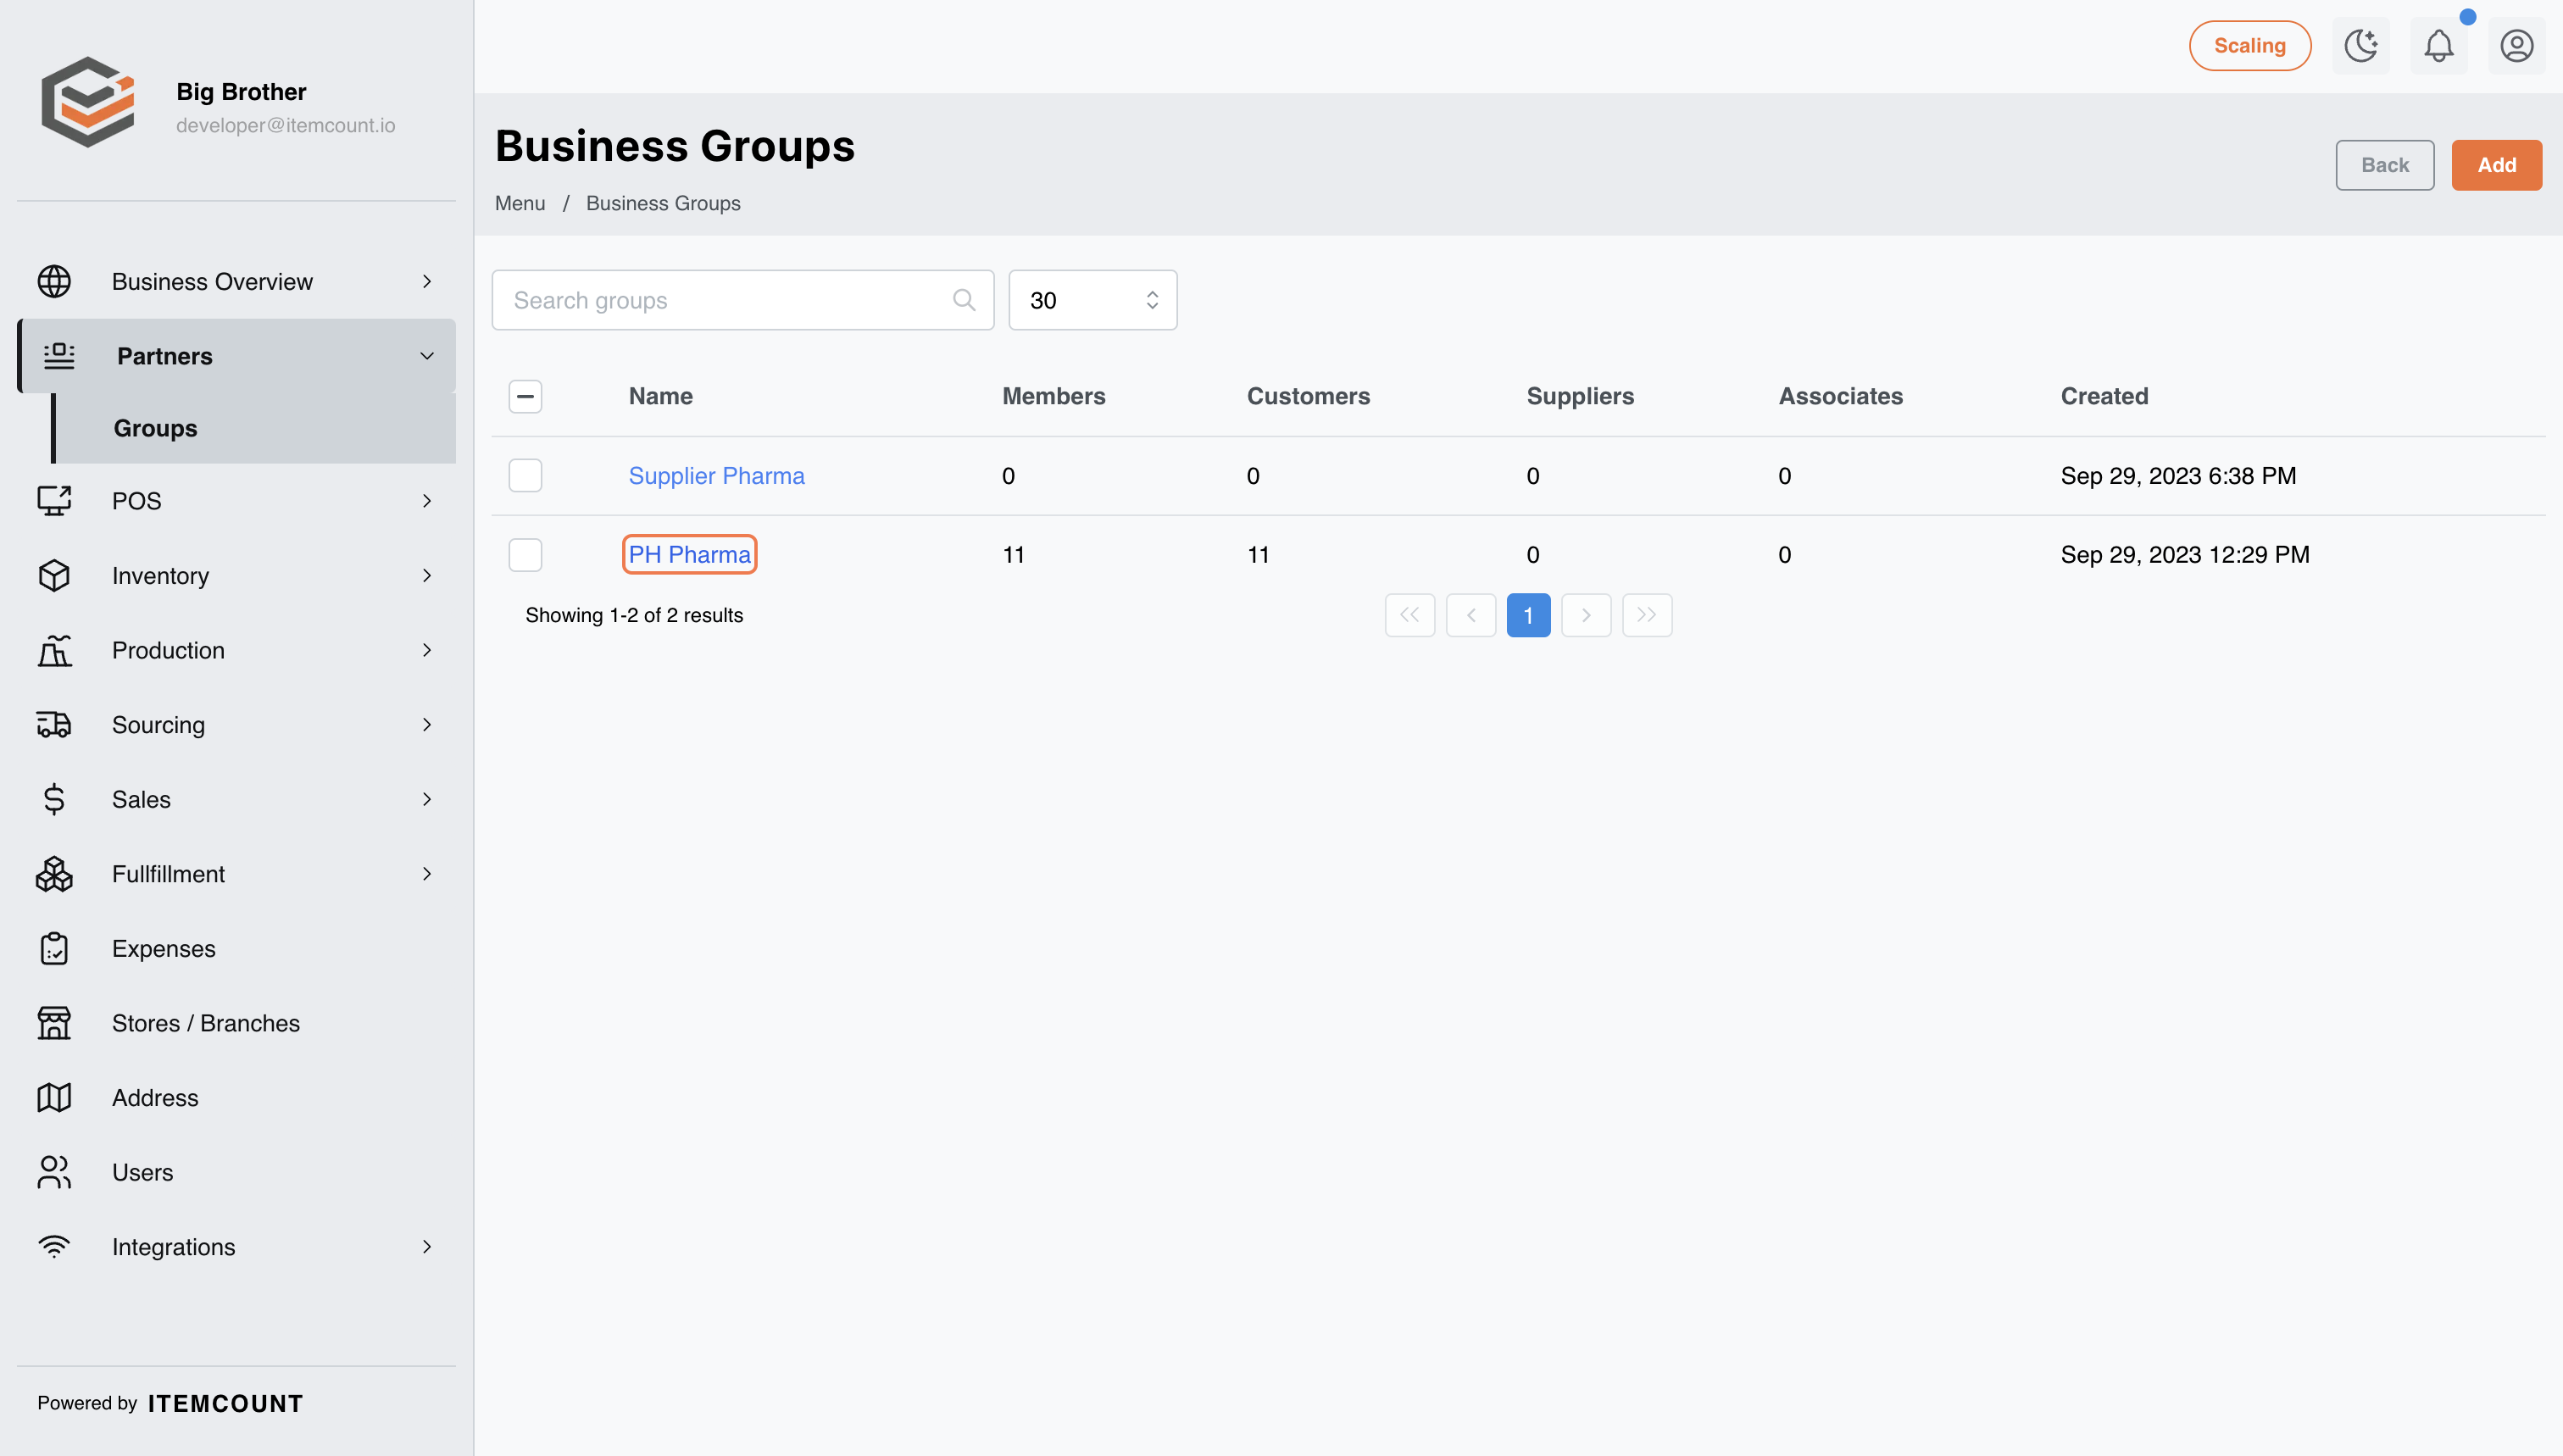 Big Brother
developer@itemcount.io
Business Overview
Partners
Groups
POS
Inventory
Production
Sourcing
Sales
Fullfillment
Expenses
Stores / Branches
Address
Users
Integrations
Powered by ITEMCOUNT
Scaling
Business Groups
Menu / Business Groups
Back Add
Search groups 30
Name Members Customers Suppliers Associates Created
Supplier Pharma 0 0 0 0 Sep 29, 2023 6:38 PM
PH Pharma 11 11 0 0 Sep 29, 2023 12:29 PM
Showing 1-2 of 2 results << < 1 > >>